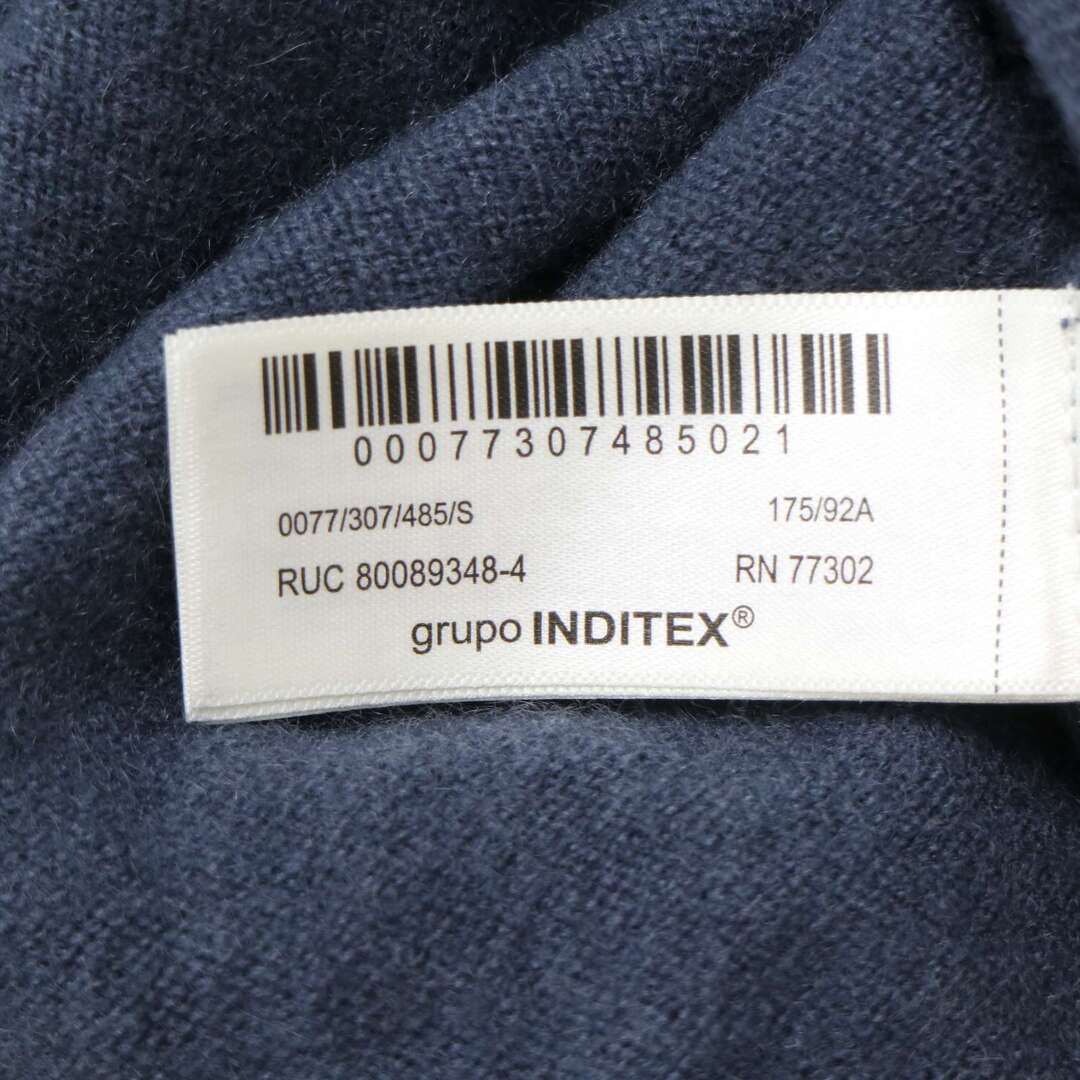 00077307485021
0077/307/485/S 175/92A
RUC 80089348-4 RN 77302
grupo INDITEX®